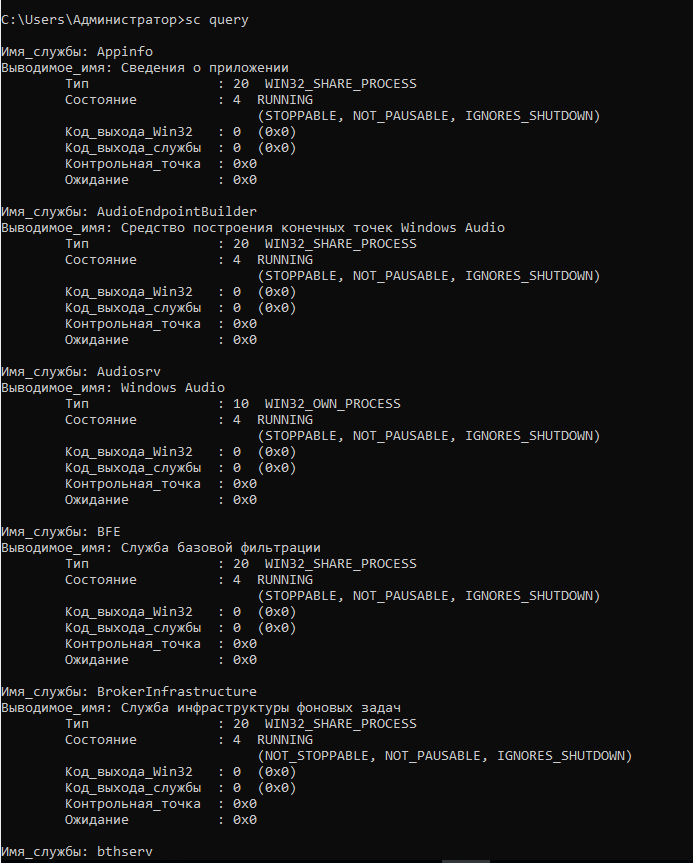 C:\Users\Администратор>sc query
Имя_службы: Appinfo
Выводимое_имя: Сведения о приложении
Тип : 20 WIN32_SHARE_PROCESS
Состояние : 4 RUNNING
(STOPPABLE, NOT_PAUSABLE, IGNORES_SHUTDOWN)
Код_выхода_Win32 : 0 (0x0)
Код_выхода_службы : 0 (0x0)
Контрольная_точка : 0x0
Ожидание : 0x0
Имя_службы: AudioEndpointBuilder
Выводимое_имя: Средство построения конечных точек Windows Audio
Тип : 20 WIN32_SHARE_PROCESS
Состояние : 4 RUNNING
(STOPPABLE, NOT_PAUSABLE, IGNORES_SHUTDOWN)
Код_выхода_Win32 : 0 (0x0)
Код_выхода_службы : 0 (0x0)
Контрольная_точка : 0x0
Ожидание : 0x0
Имя_службы: Audiosrv
Выводимое_имя: Windows Audio
Тип : 10 WIN32_OWN_PROCESS
Состояние : 4 RUNNING
(STOPPABLE, NOT_PAUSABLE, IGNORES_SHUTDOWN)
Код_выхода_Win32 : 0 (0x0)
Код_выхода_службы : 0 (0x0)
Контрольная_точка : 0x0
Ожидание : 0x0
Имя_службы: BFE
Выводимое_имя: Служба базовой фильтрации
Тип : 20 WIN32_SHARE_PROCESS
Состояние : 4 RUNNING
(STOPPABLE, NOT_PAUSABLE, IGNORES_SHUTDOWN)
Код_выхода_Win32 : 0 (0x0)
Код_выхода_службы : 0 (0x0)
Контрольная_точка : 0x0
Ожидание : 0x0
Имя_службы: BrokerInfrastructure
Выводимое_имя: Служба инфраструктуры фоновых задач
Тип : 20 WIN32_SHARE_PROCESS
Состояние : 4 RUNNING
(NOT_STOPPABLE, NOT_PAUSABLE, IGNORES_SHUTDOWN)
Код_выхода_Win32 : 0 (0x0)
Код_выхода_службы : 0 (0x0)
Контрольная_точка : 0x0
Ожидание : 0x0
Имя_службы: bthserv